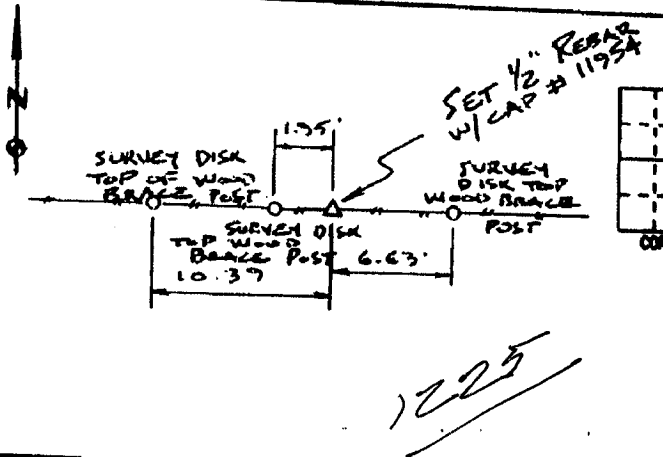 N
SET 1/2" REBAR
W/ CAP # 11954
1.95'
SURVEY DISK
TOP OF WOOD
BRACE POST
SURVEY
DISK TOP
WOOD BRACE
POST
SURVEY DISK
TOP WOOD
BRACE POST
10.39
6.63'
COR
1225